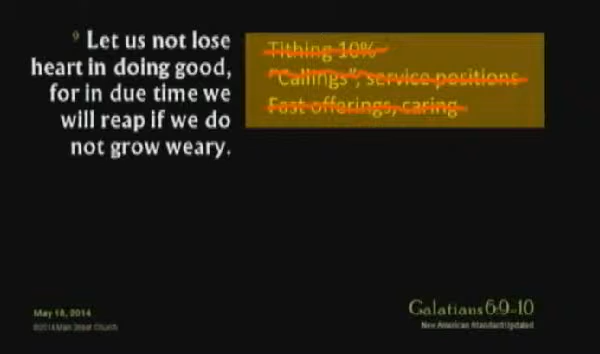 9 Let us not lose
heart in doing good,
for in due time we
will reap if we do
not grow weary.
Tithing 10%
"Callings", service positions
Fast offerings, caring
May 18, 2014
©2014 Main Street Church
Galatians 6:9-10
New American Standard Updated